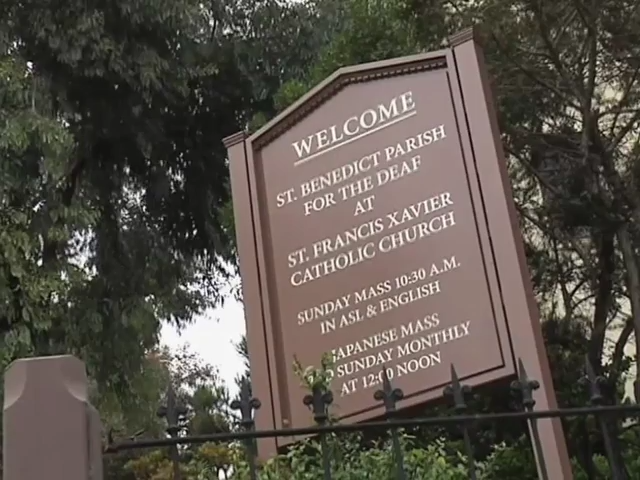 WELCOME
ST. BENEDICT PARISH
FOR THE DEAF
AT
ST. FRANCIS XAVIER
CATHOLIC CHURCH
SUNDAY MASS 10:30 A.M.
IN ASL & ENGLISH
JAPANESE MASS
SUNDAY MONTHLY
AT 12:00 NOON